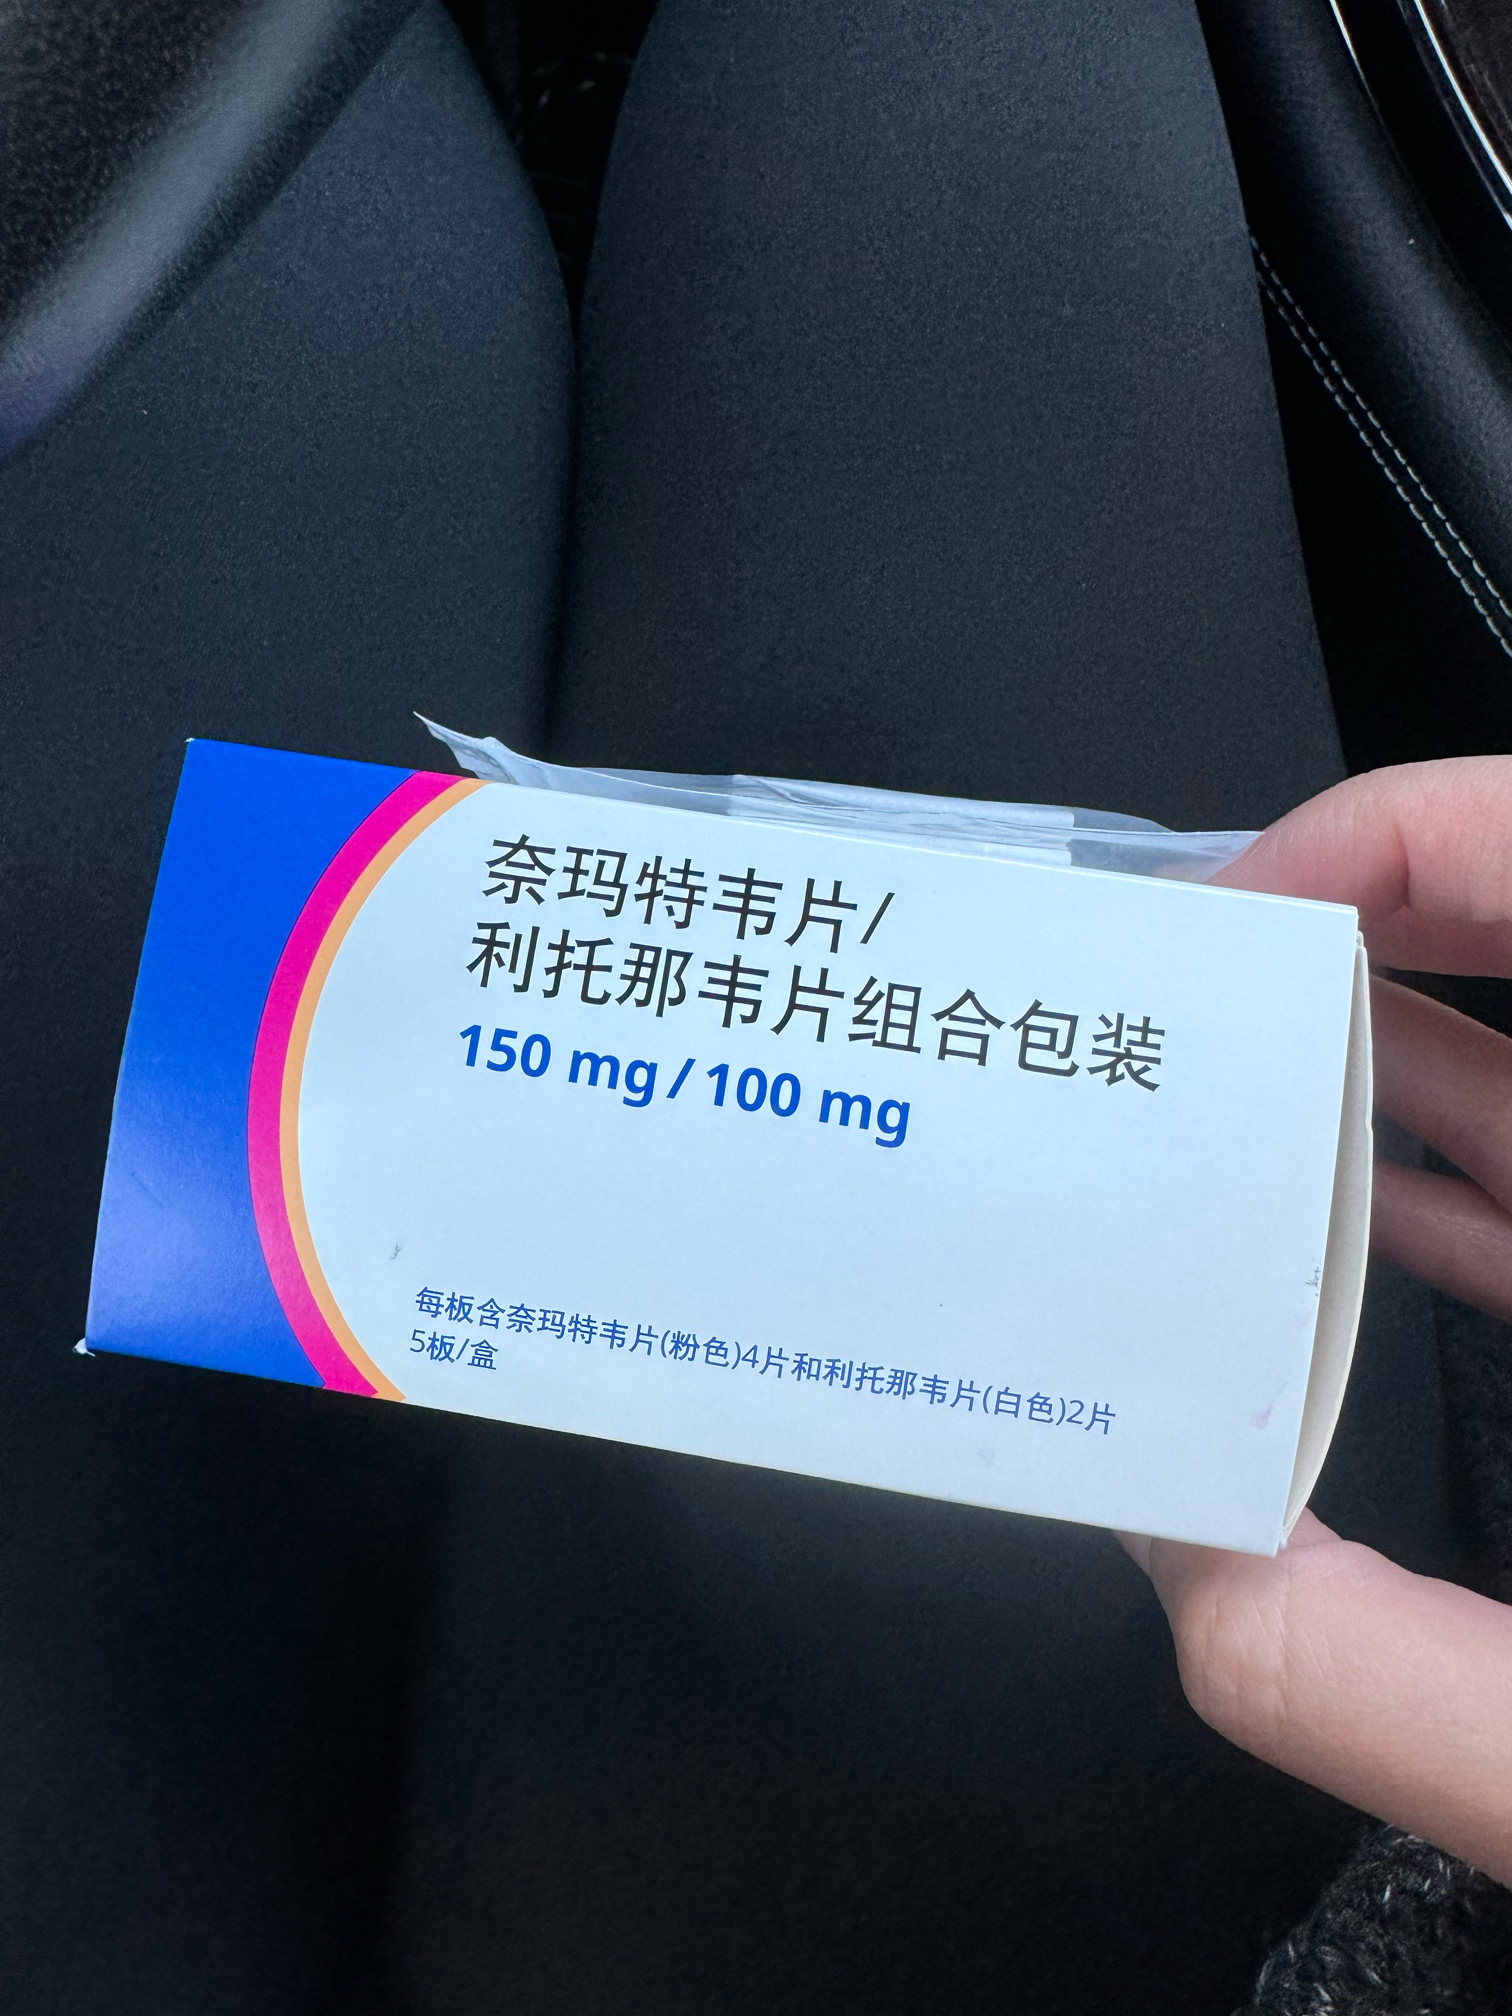 奈玛特韦片/
利托那韦片组合包装
150 mg / 100 mg
每板含奈玛特韦片(粉色)4片和利托那韦片(白色)2片
5板/盒